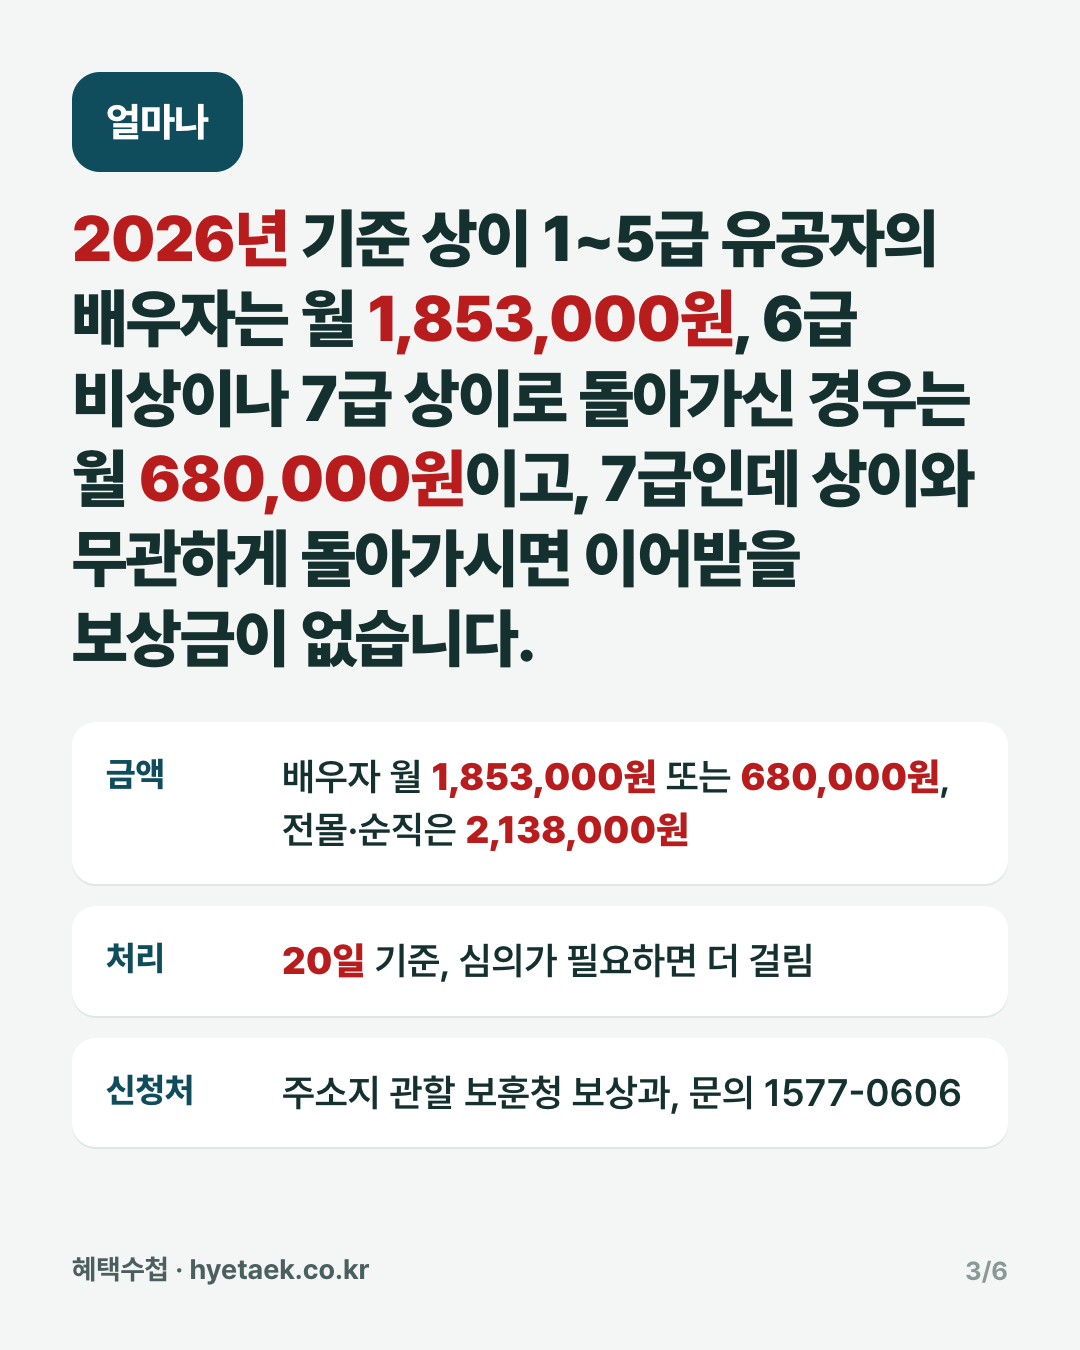 얼마나
2026년 기준 상이 1~5급 유공자의
배우자는 월 1,853,000원, 6급
비상이나 7급 상이로 돌아가신 경우는
월 680,000원이고, 7급인데 상이와
무관하게 돌아가시면 이어받을
보상금이 없습니다.
금액
배우자 월 1,853,000원 또는 680,000원,
전몰·순직은 2,138,000원
처리
20일 기준, 심의가 필요하면 더 걸림
신청처
주소지 관할 보훈청 보상과, 문의 1577-0606
혜택수첩 · hyetaek.co.kr
3/6